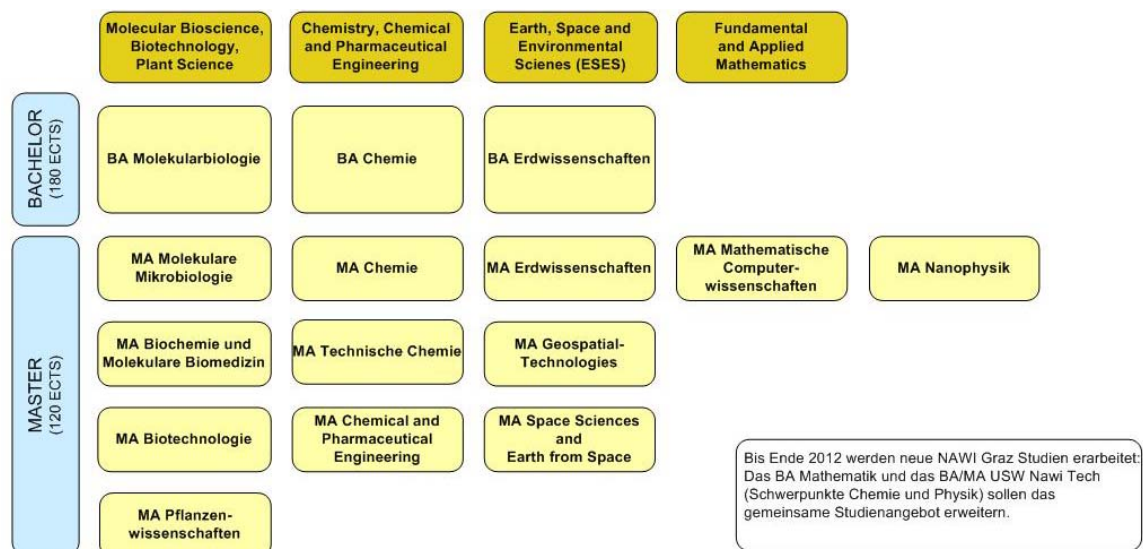 Molecular Bioscience,
Biotechnology,
Plant Science
Chemistry, Chemical
and Pharmaceutical
Engineering
Earth, Space and
Environmental
Scienes (ESES)
Fundamental
and Applied
Mathematics
BACHELOR
(180 ECTS)
BA Molekularbiologie
BA Chemie
BA Erdwissenschaften
MASTER
(120 ECTS)
MA Molekulare
Mikrobiologie
MA Chemie
MA Erdwissenschaften
MA Mathematische
Computer-
wissenschaften
MA Nanophysik
MA Biochemie und
Molekulare Biomedizin
MA Technische Chemie
MA Geospatial-
Technologies
MA Biotechnologie
MA Chemical and
Pharmaceutical
Engineering
MA Space Sciences
and
Earth from Space
MA Pflanzen-
wissenschaften
Bis Ende 2012 werden neue NAWI Graz Studien erarbeitet:
Das BA Mathematik und das BA/MA USW Nawi Tech
(Schwerpunkte Chemie und Physik) sollen das
gemeinsame Studienangebot erweitern.